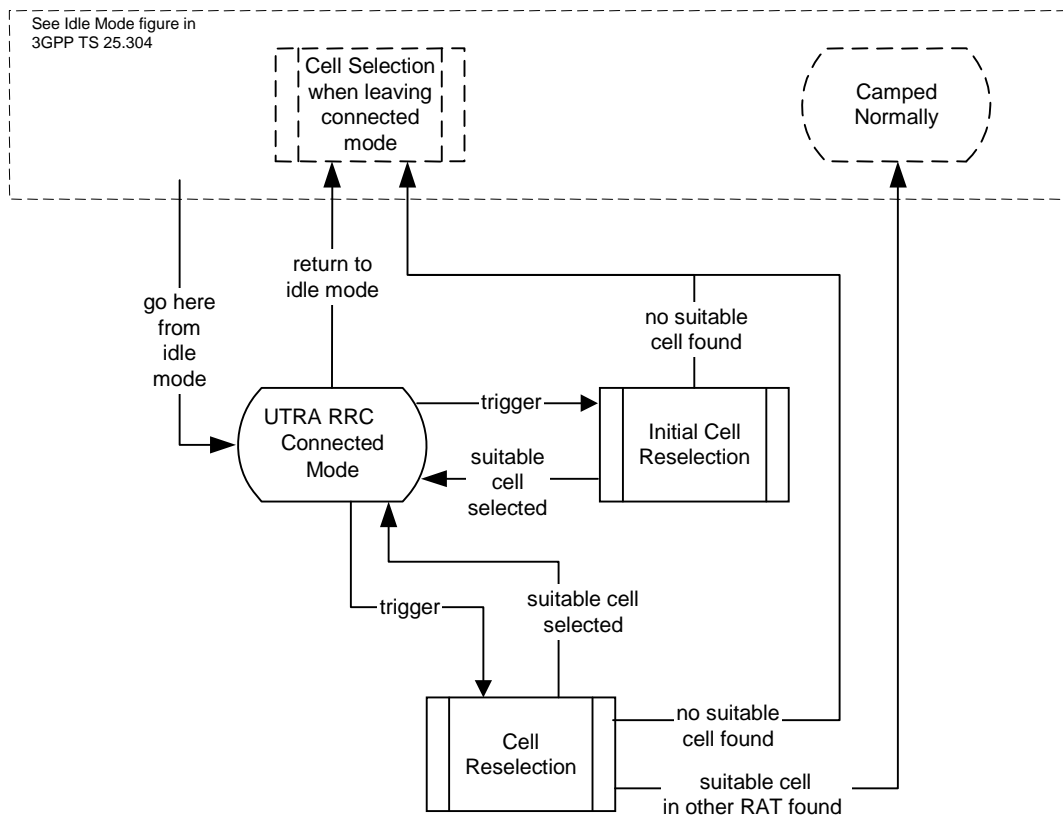 See Idle Mode figure in
3GPP TS 25.304
Cell Selection
when leaving
connected
mode
Camped
Normally
return to
idle mode
go here
from
idle
mode
no suitable
cell found
UTRA RRC
Connected
Mode
trigger
Initial Cell
Reselection
suitable
cell
selected
trigger
suitable cell
selected
Cell
Reselection
no suitable
cell found
suitable cell
in other RAT found